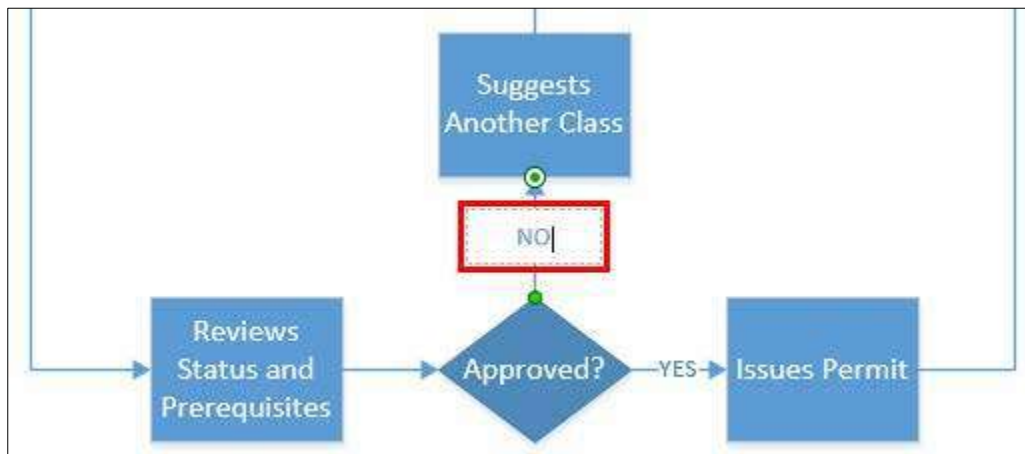 Suggests
Another Class
NO
Reviews
Status and
Prerequisites
Approved?
YES
Issues Permit